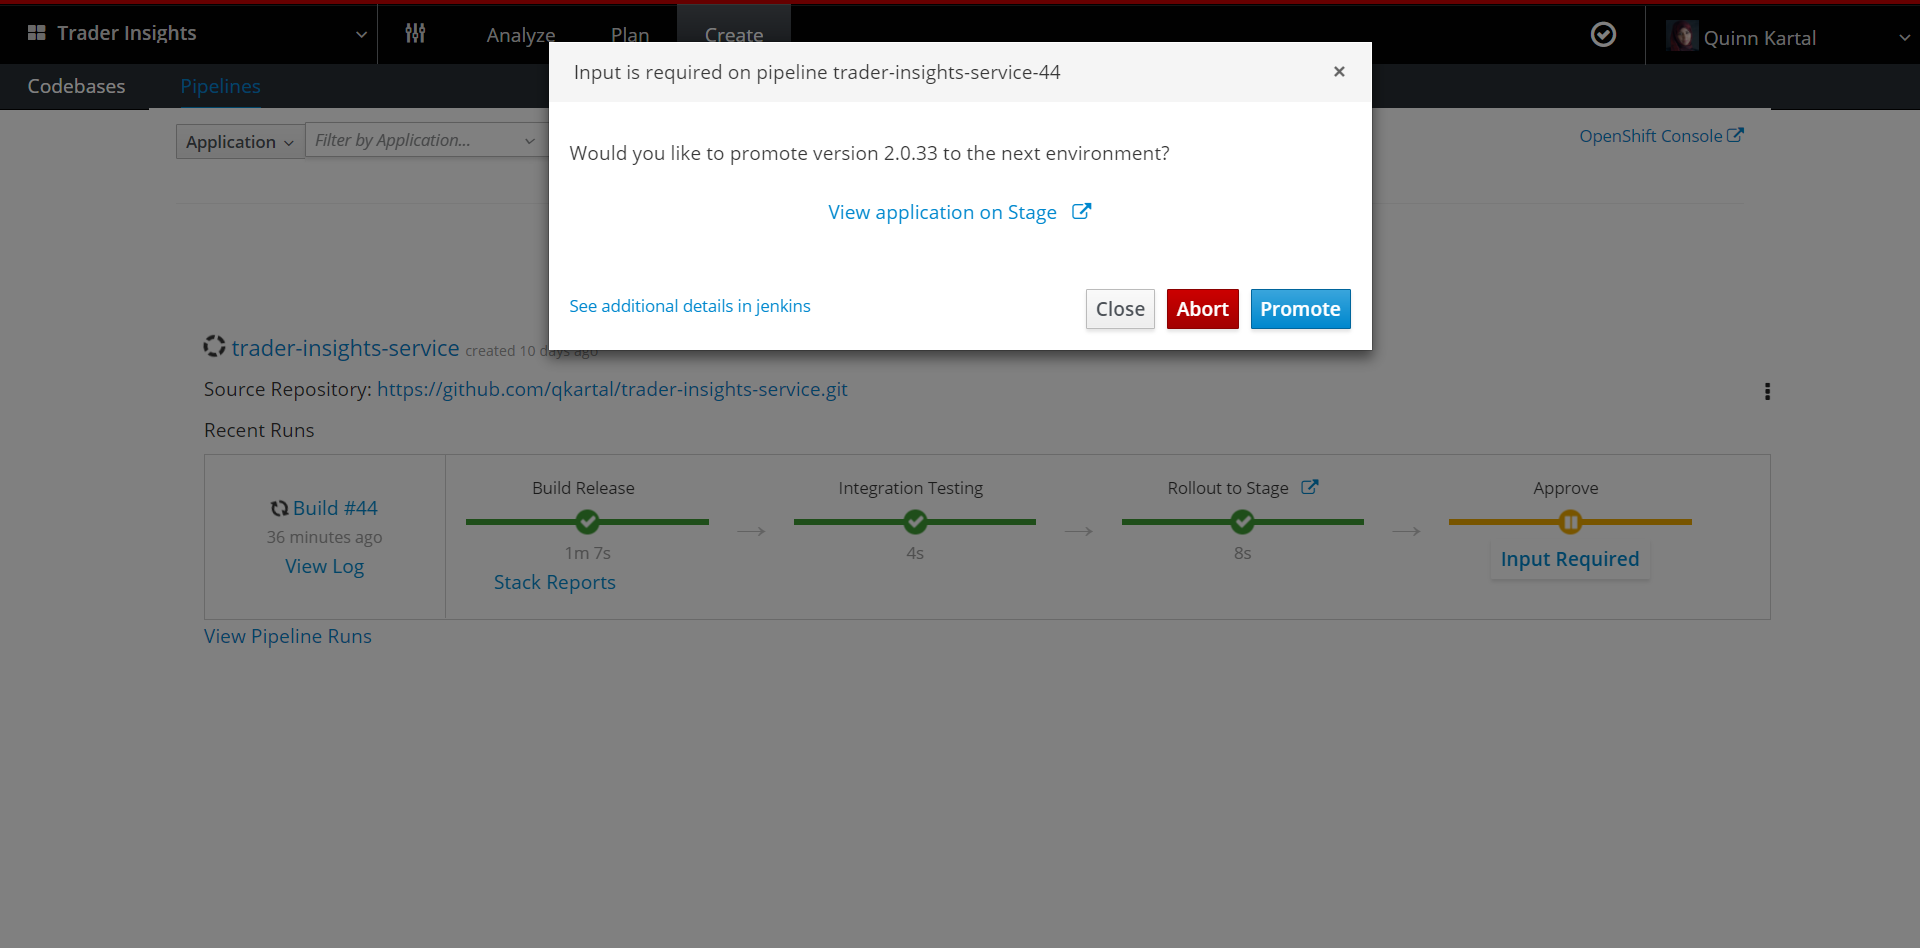 Trader Insights
Analyze
Plan
Create
Quinn Kartal
Codebases
Pipelines
Input is required on pipeline trader-insights-service-44
×
Application
Filter by Application...
OpenShift Console
Would you like to promote version 2.0.33 to the next environment?
View application on Stage
See additional details in jenkins
Close
Abort
Promote
trader-insights-service created 10 days ago
Source Repository: https://github.com/qkartal/trader-insights-service.git
Recent Runs
Build #44
36 minutes ago
View Log
Build Release
1m 7s
Stack Reports
Integration Testing
4s
Rollout to Stage
8s
Approve
Input Required
View Pipeline Runs